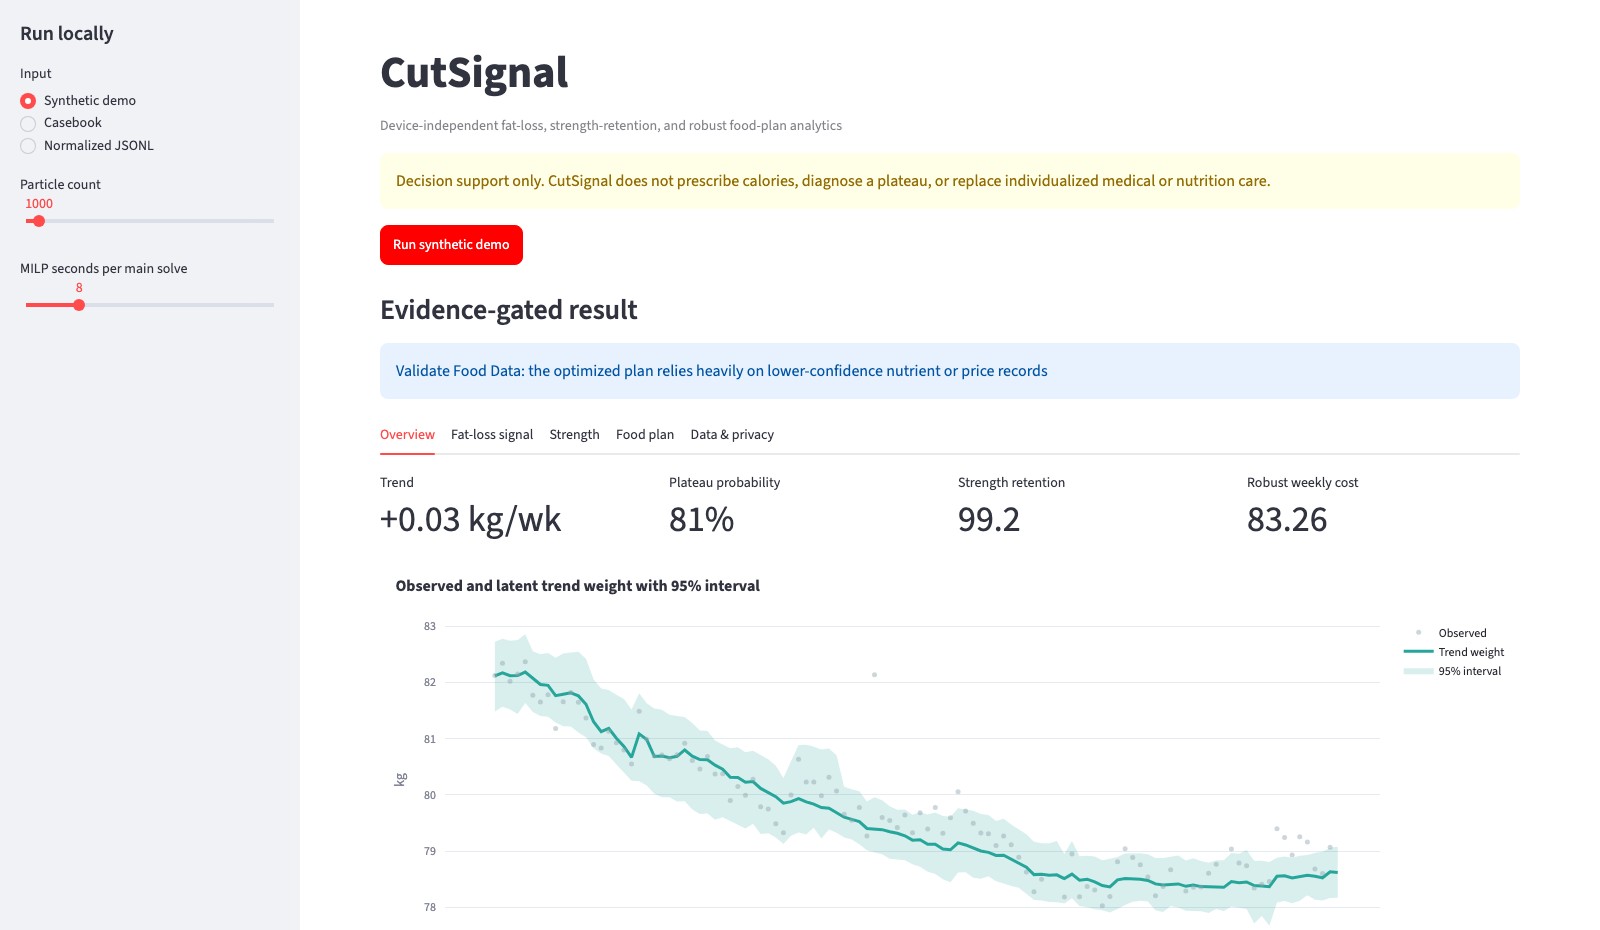 Run locally
Input
Synthetic demo
Casebook
Normalized JSONL
Particle count
1000
MILP seconds per main solve
8
CutSignal
Device-independent fat-loss, strength-retention, and robust food-plan analytics
Decision support only. CutSignal does not prescribe calories, diagnose a plateau, or replace individualized medical or nutrition care.
Run synthetic demo
Evidence-gated result
Validate Food Data: the optimized plan relies heavily on lower-confidence nutrient or price records
Overview Fat-loss signal Strength Food plan Data & privacy
Trend
+0.03 kg/wk
Plateau probability
81%
Strength retention
99.2
Robust weekly cost
83.26
Observed and latent trend weight with 95% interval
83
82
81
80
79
78
kg
Observed
Trend weight
95% interval